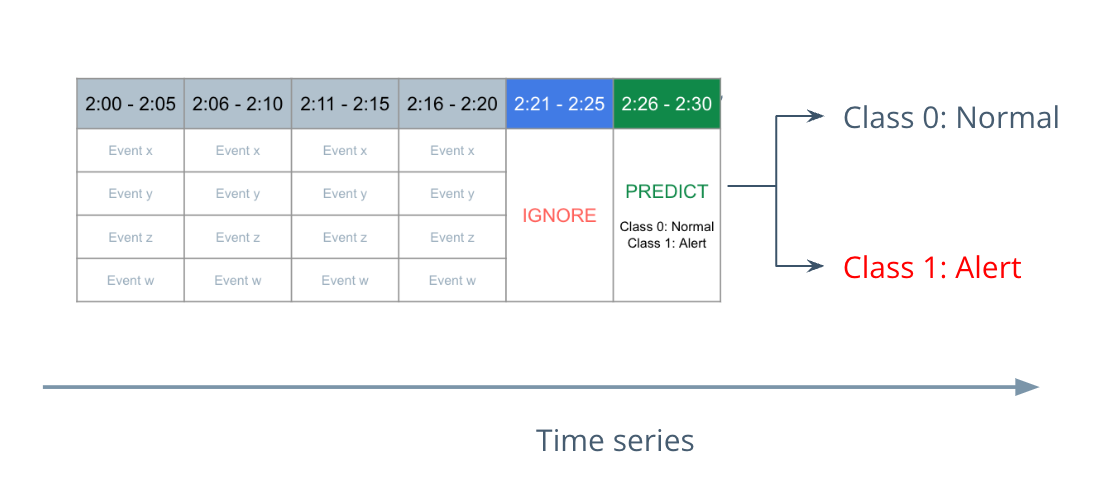 2:00 - 2:05 2:06 - 2:10 2:11 - 2:15 2:16 - 2:20 2:21 - 2:25 2:26 - 2:30
Event x Event x Event x Event x
Event y Event y Event y Event y
Event z Event z Event z Event z
Event w Event w Event w Event w
IGNORE
PREDICT
Class 0: Normal
Class 1: Alert
Class 0: Normal
Class 1: Alert
Time series